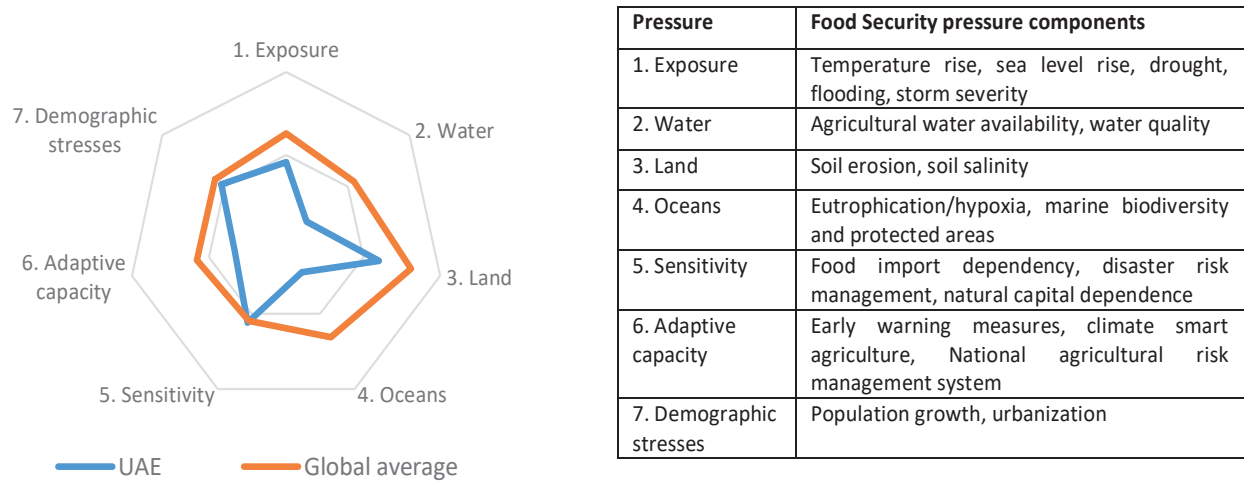 1. Exposure
2. Water
3. Land
4. Oceans
5. Sensitivity
6. Adaptive
capacity
7. Demographic
stresses
UAE
Global average
Pressure
Food Security pressure components
1. Exposure
Temperature rise, sea level rise, drought,
flooding, storm severity
2. Water
Agricultural water availability, water quality
3. Land
Soil erosion, soil salinity
4. Oceans
Eutrophication/hypoxia, marine biodiversity
and protected areas
5. Sensitivity
Food import dependency, disaster risk
management, natural capital dependence
6. Adaptive
capacity
Early warning measures, climate smart
agriculture, National agricultural risk
management system
7. Demographic
stresses
Population growth, urbanization